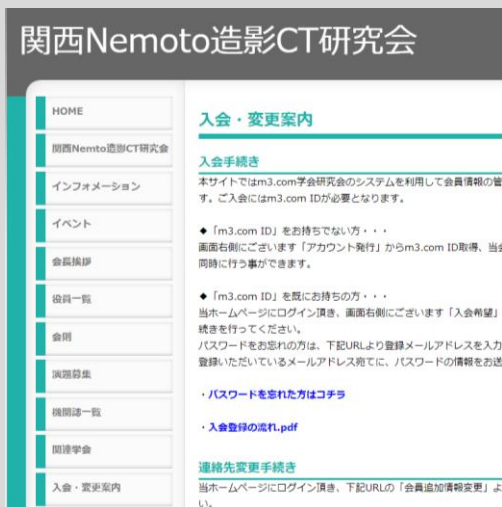 関西Nemoto造影CT研究会
HOME
関西Nemto造影CT研究会
インフォメーション
イベント
会長挨拶
役員一覧
会則
演題募集
機関誌一覧
関連学会
入会・変更案内
入会・変更案内
入会手続き
本サイトではm3.com学会研究会のシステムを利用して会員情報の管
す。ご入会にはm3.com IDが必要となります。
◆「m3.com ID」をお持ちでない方・・・
画面右側にございます「アカウント発行」からm3.com ID取得、当会
同時に行う事ができます。
◆「m3.com ID」を既にお持ちの方・・・
当ホームページにログイン頂き、画面右側にございます「入会希望」
続きを行ってください。
パスワードをお忘れの方は、下記URLより登録メールアドレスを入力
登録いただいているメールアドレス宛てに、パスワードの情報をお送
・パスワードを忘れた方はコチラ
・入会登録の流れ.pdf
連絡先変更手続き
当ホームページにログイン頂き、下記URLの「会員追加情報変更」よ
い。